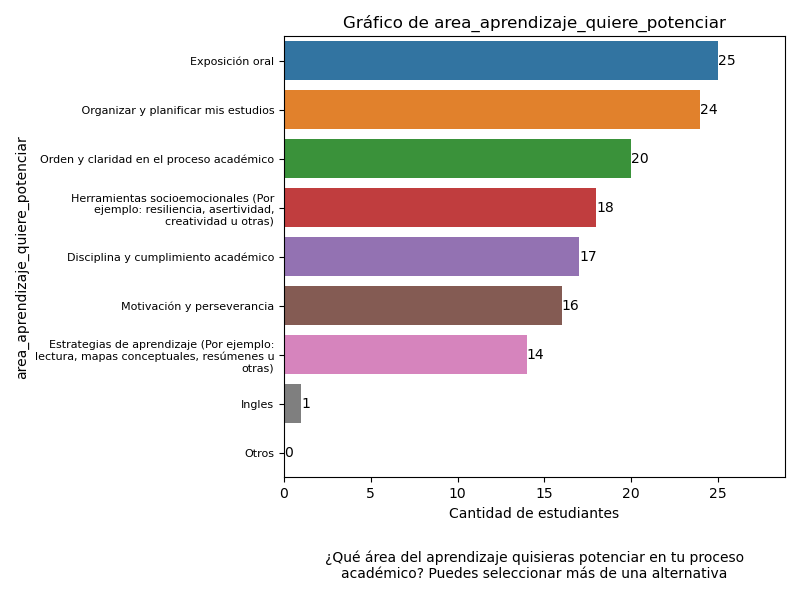 Gráfico de area_aprendizaje_quiere_potenciar
area_aprendizaje_quiere_potenciar
Exposición oral
25
Organizar y planificar mis estudios
24
Orden y claridad en el proceso académico
20
Herramientas socioemocionales (Por
ejemplo: resiliencia, asertividad,
creatividad u otras)
18
Disciplina y cumplimiento académico
17
Motivación y perseverancia
16
Estrategias de aprendizaje (Por ejemplo:
lectura, mapas conceptuales, resúmenes u
otras)
14
Ingles
1
Otros
0
0 5 10 15 20 25
Cantidad de estudiantes
¿Qué área del aprendizaje quisieras potenciar en tu proceso
académico? Puedes seleccionar más de una alternativa